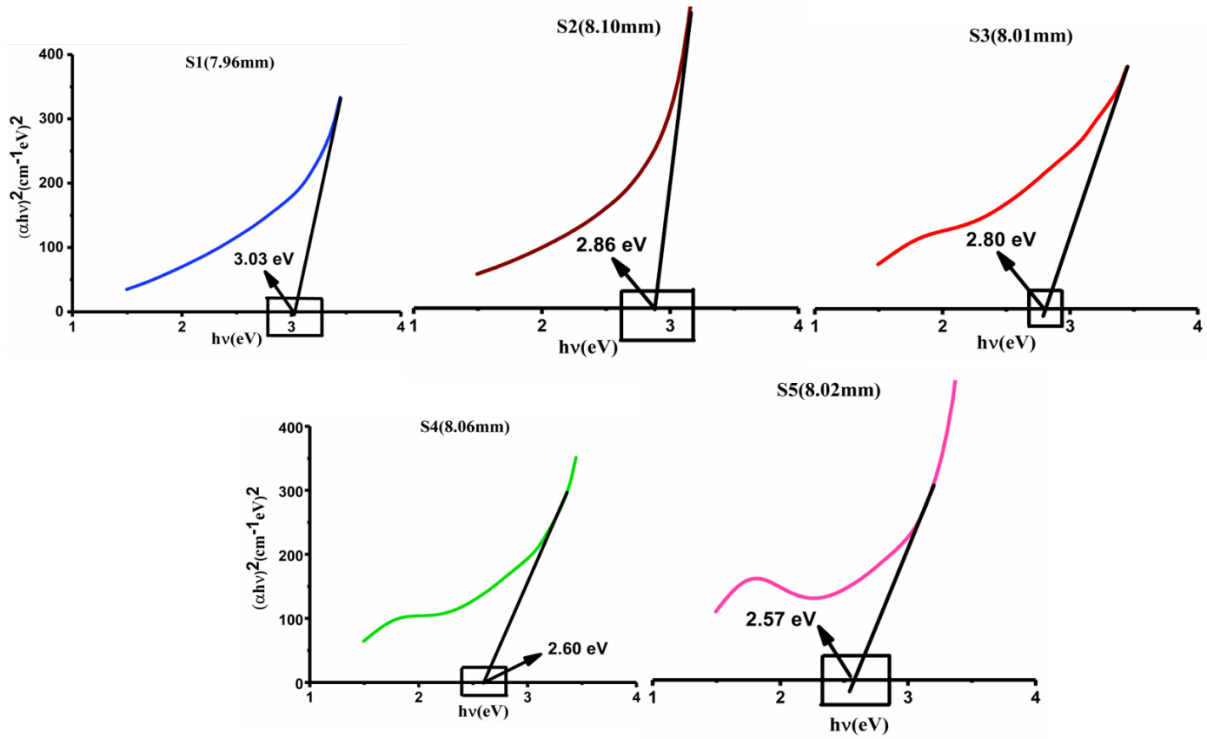 S1(7.96mm)
(αhν)²(cm⁻¹eV)²
400
300
200
100
0
3.03 eV
1 2 3 4
hν(eV)
S2(8.10mm)
2.86 eV
1 2 3 4
hν(eV)
S3(8.01mm)
2.80 eV
1 2 3 4
hν(eV)
S4(8.06mm)
(αhν)²(cm⁻¹eV)²
400
300
200
100
0
2.60 eV
1 2 3 4
hν(eV)
S5(8.02mm)
2.57 eV
1 2 3 4
hν(eV)